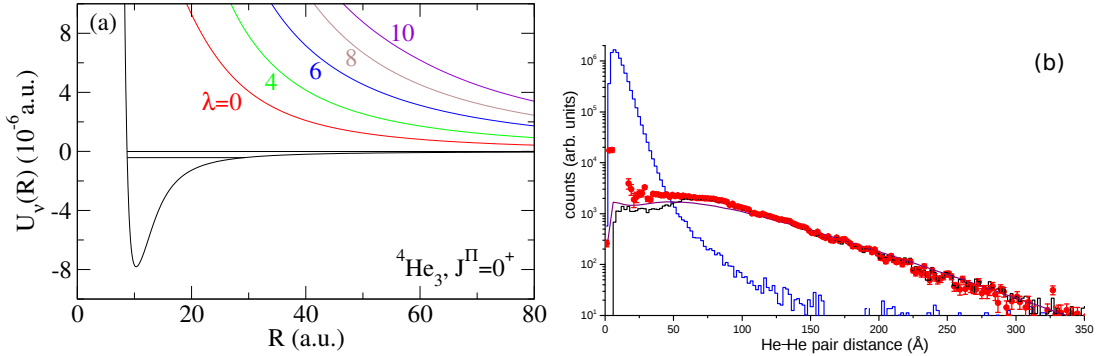 (a)
8
4
0
-4
-8
U_ν(R) (10^-6 a.u.)
10
8
6
4
λ=0
^4He_3, J^Π=0^+
0 20 40 60 80
R (a.u.)
(b)
10^6
10^5
10^4
10^3
10^2
10^1
counts (arb. units)
0 50 100 150 200 250 300 350
He-He pair distance (Å)